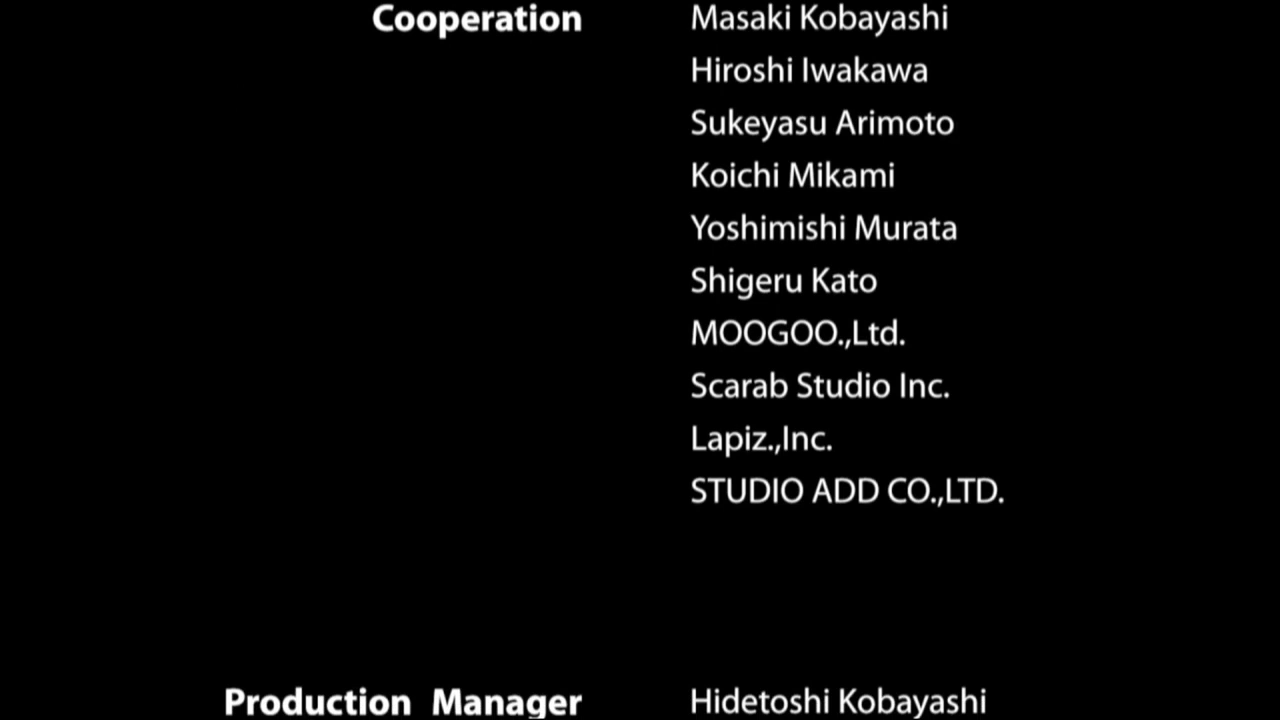 Cooperation Masaki Kobayashi
Hiroshi Iwakawa
Sukeyasu Arimoto
Koichi Mikami
Yoshimishi Murata
Shigeru Kato
MOOGOO.,Ltd.
Scarab Studio Inc.
Lapiz.,Inc.
STUDIO ADD CO.,LTD.
Production Manager Hidetoshi Kobayashi